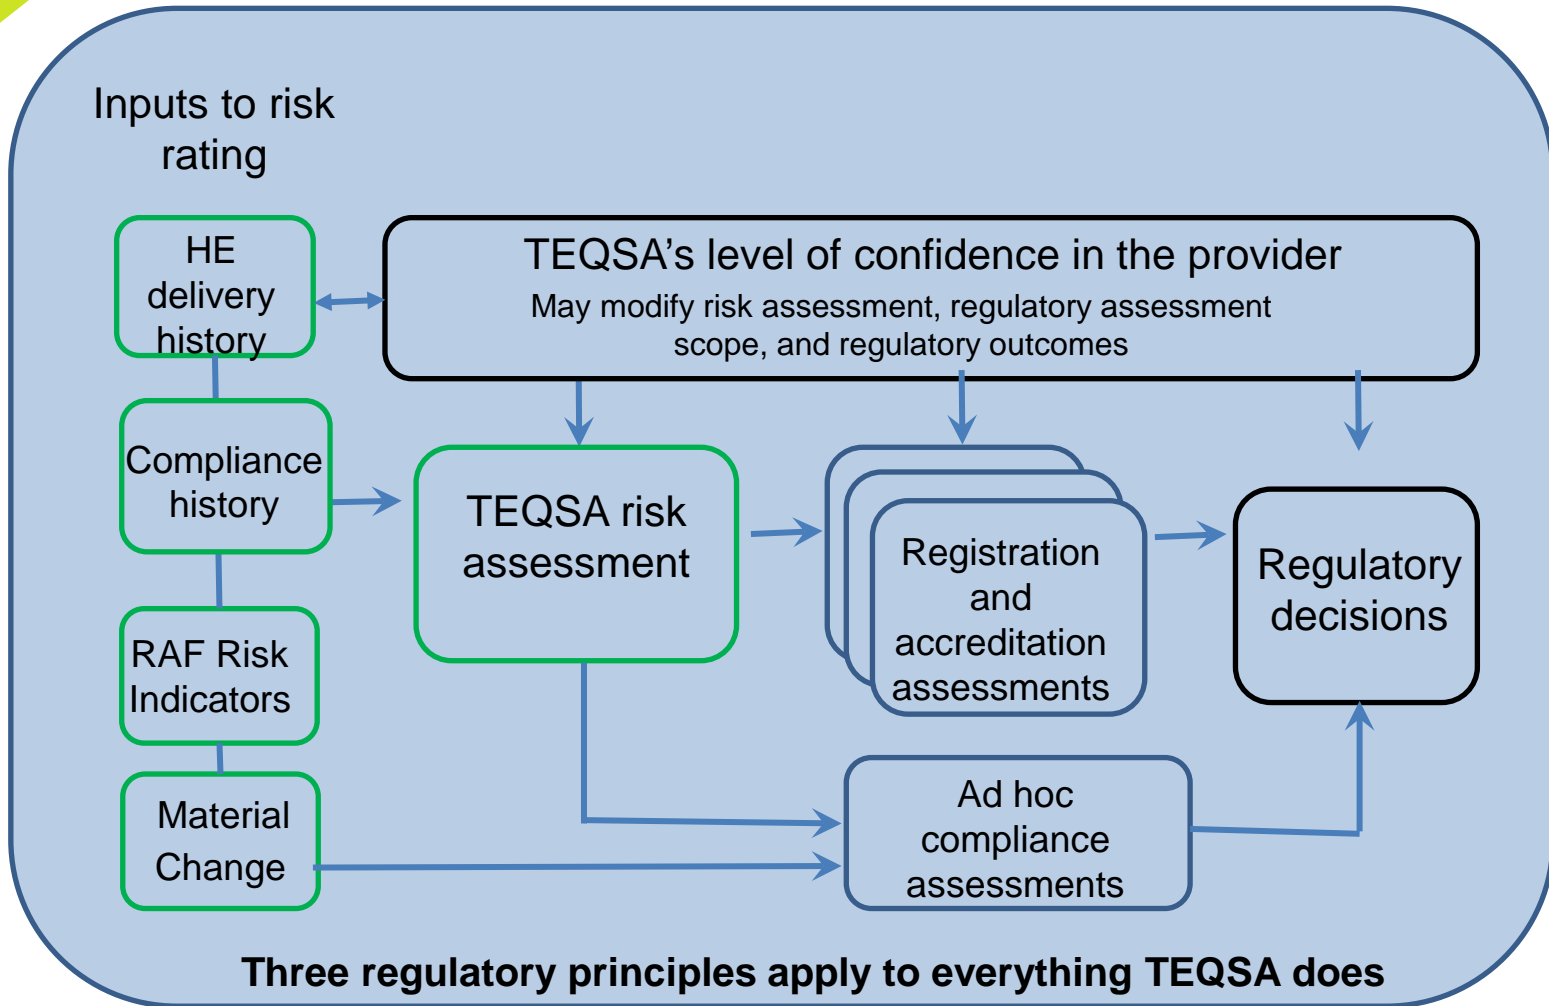 Inputs to risk
rating
HE
delivery
history
TEQSA’s level of confidence in the provider
May modify risk assessment, regulatory assessment
scope, and regulatory outcomes
Compliance
history
TEQSA risk
assessment
Registration
and
accreditation
assessments
Regulatory
decisions
RAF Risk
Indicators
Material
Change
Ad hoc
compliance
assessments
Three regulatory principles apply to everything TEQSA does